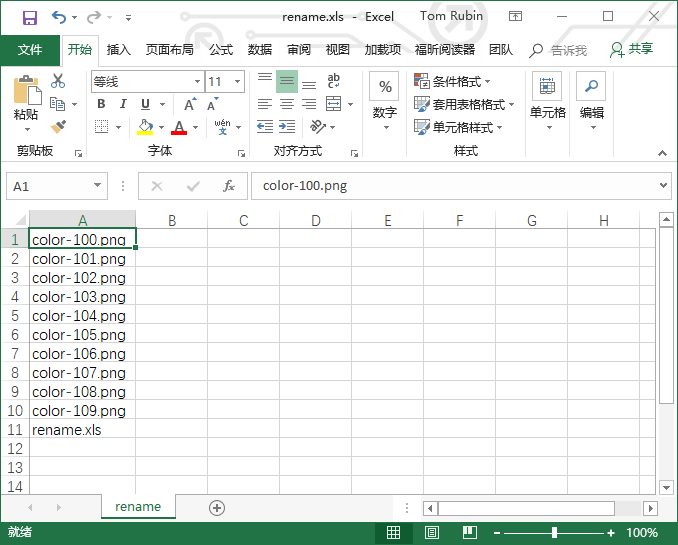 rename.xls - Excel Tom Rubin
文件 开始 插入 页面布局 公式 数据 审阅 视图 加载项 福昕阅读器 团队 告诉我 共享
粘贴
等线 11
B I U A A wén 文 A
ab c
%
数字
条件格式
套用表格格式
单元格样式
单元格
编辑
剪贴板 字体 对齐方式 样式
A1 fx color-100.png
A B C D E F G H
1 color-100.png
2 color-101.png
3 color-102.png
4 color-103.png
5 color-104.png
6 color-105.png
7 color-106.png
8 color-107.png
9 color-108.png
10 color-109.png
11 rename.xls
12
13
14
rename
就绪 100%